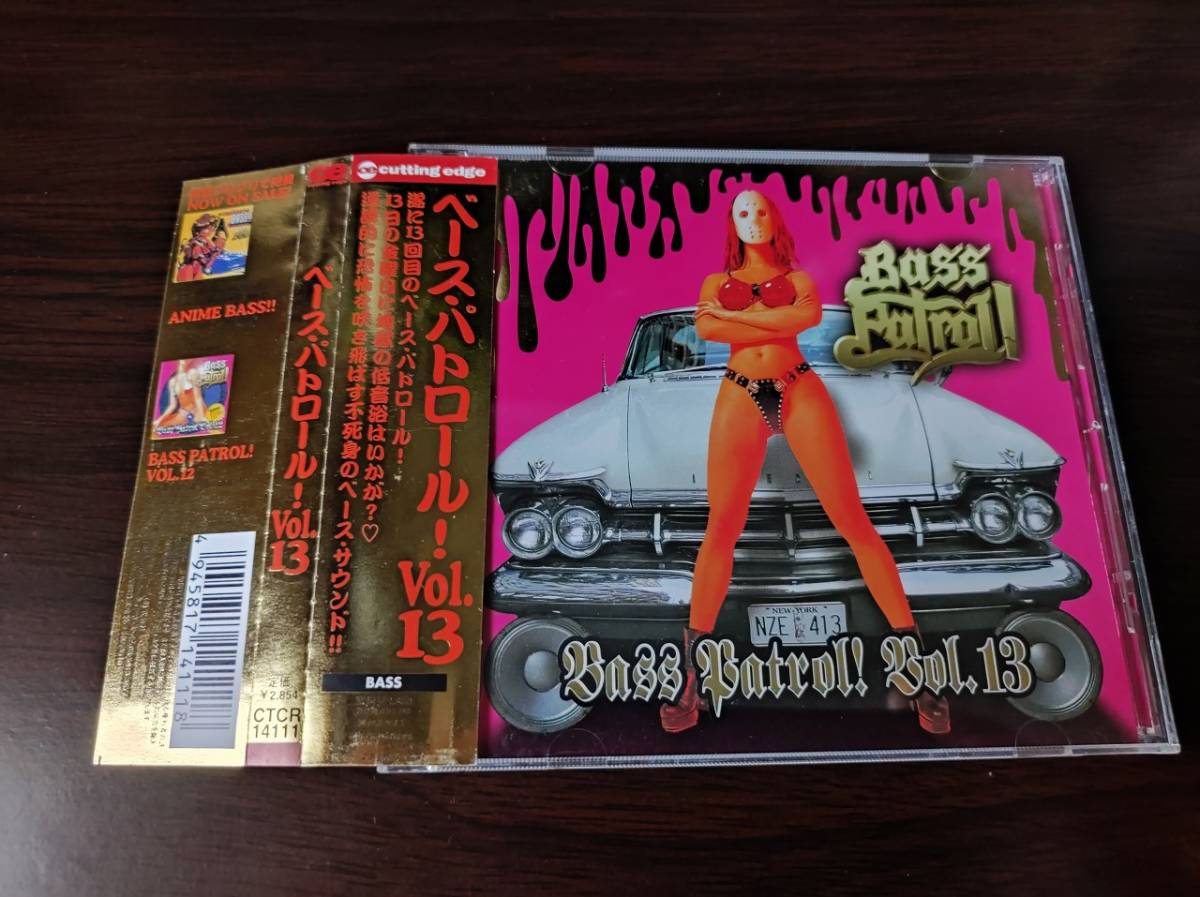 NOW ON SALE!
ANIME BASS!!
BASS PATROL!
VOL.12
4 945817 141118
ベース・パトロール!
Vol.
13
定価
¥2,854
CTCR
14111
cutting edge
ベース・パトロール! Vol.
13
遂に13回目のベース・パトロール!
13日の金曜日に の低音浴はいかが?♡
に恐怖を吹き飛ばす不死身のベース・サウンド!!
BASS
Bass
Patrol!
NEW YORK
NZE 413
Bass Patrol! Vol.13